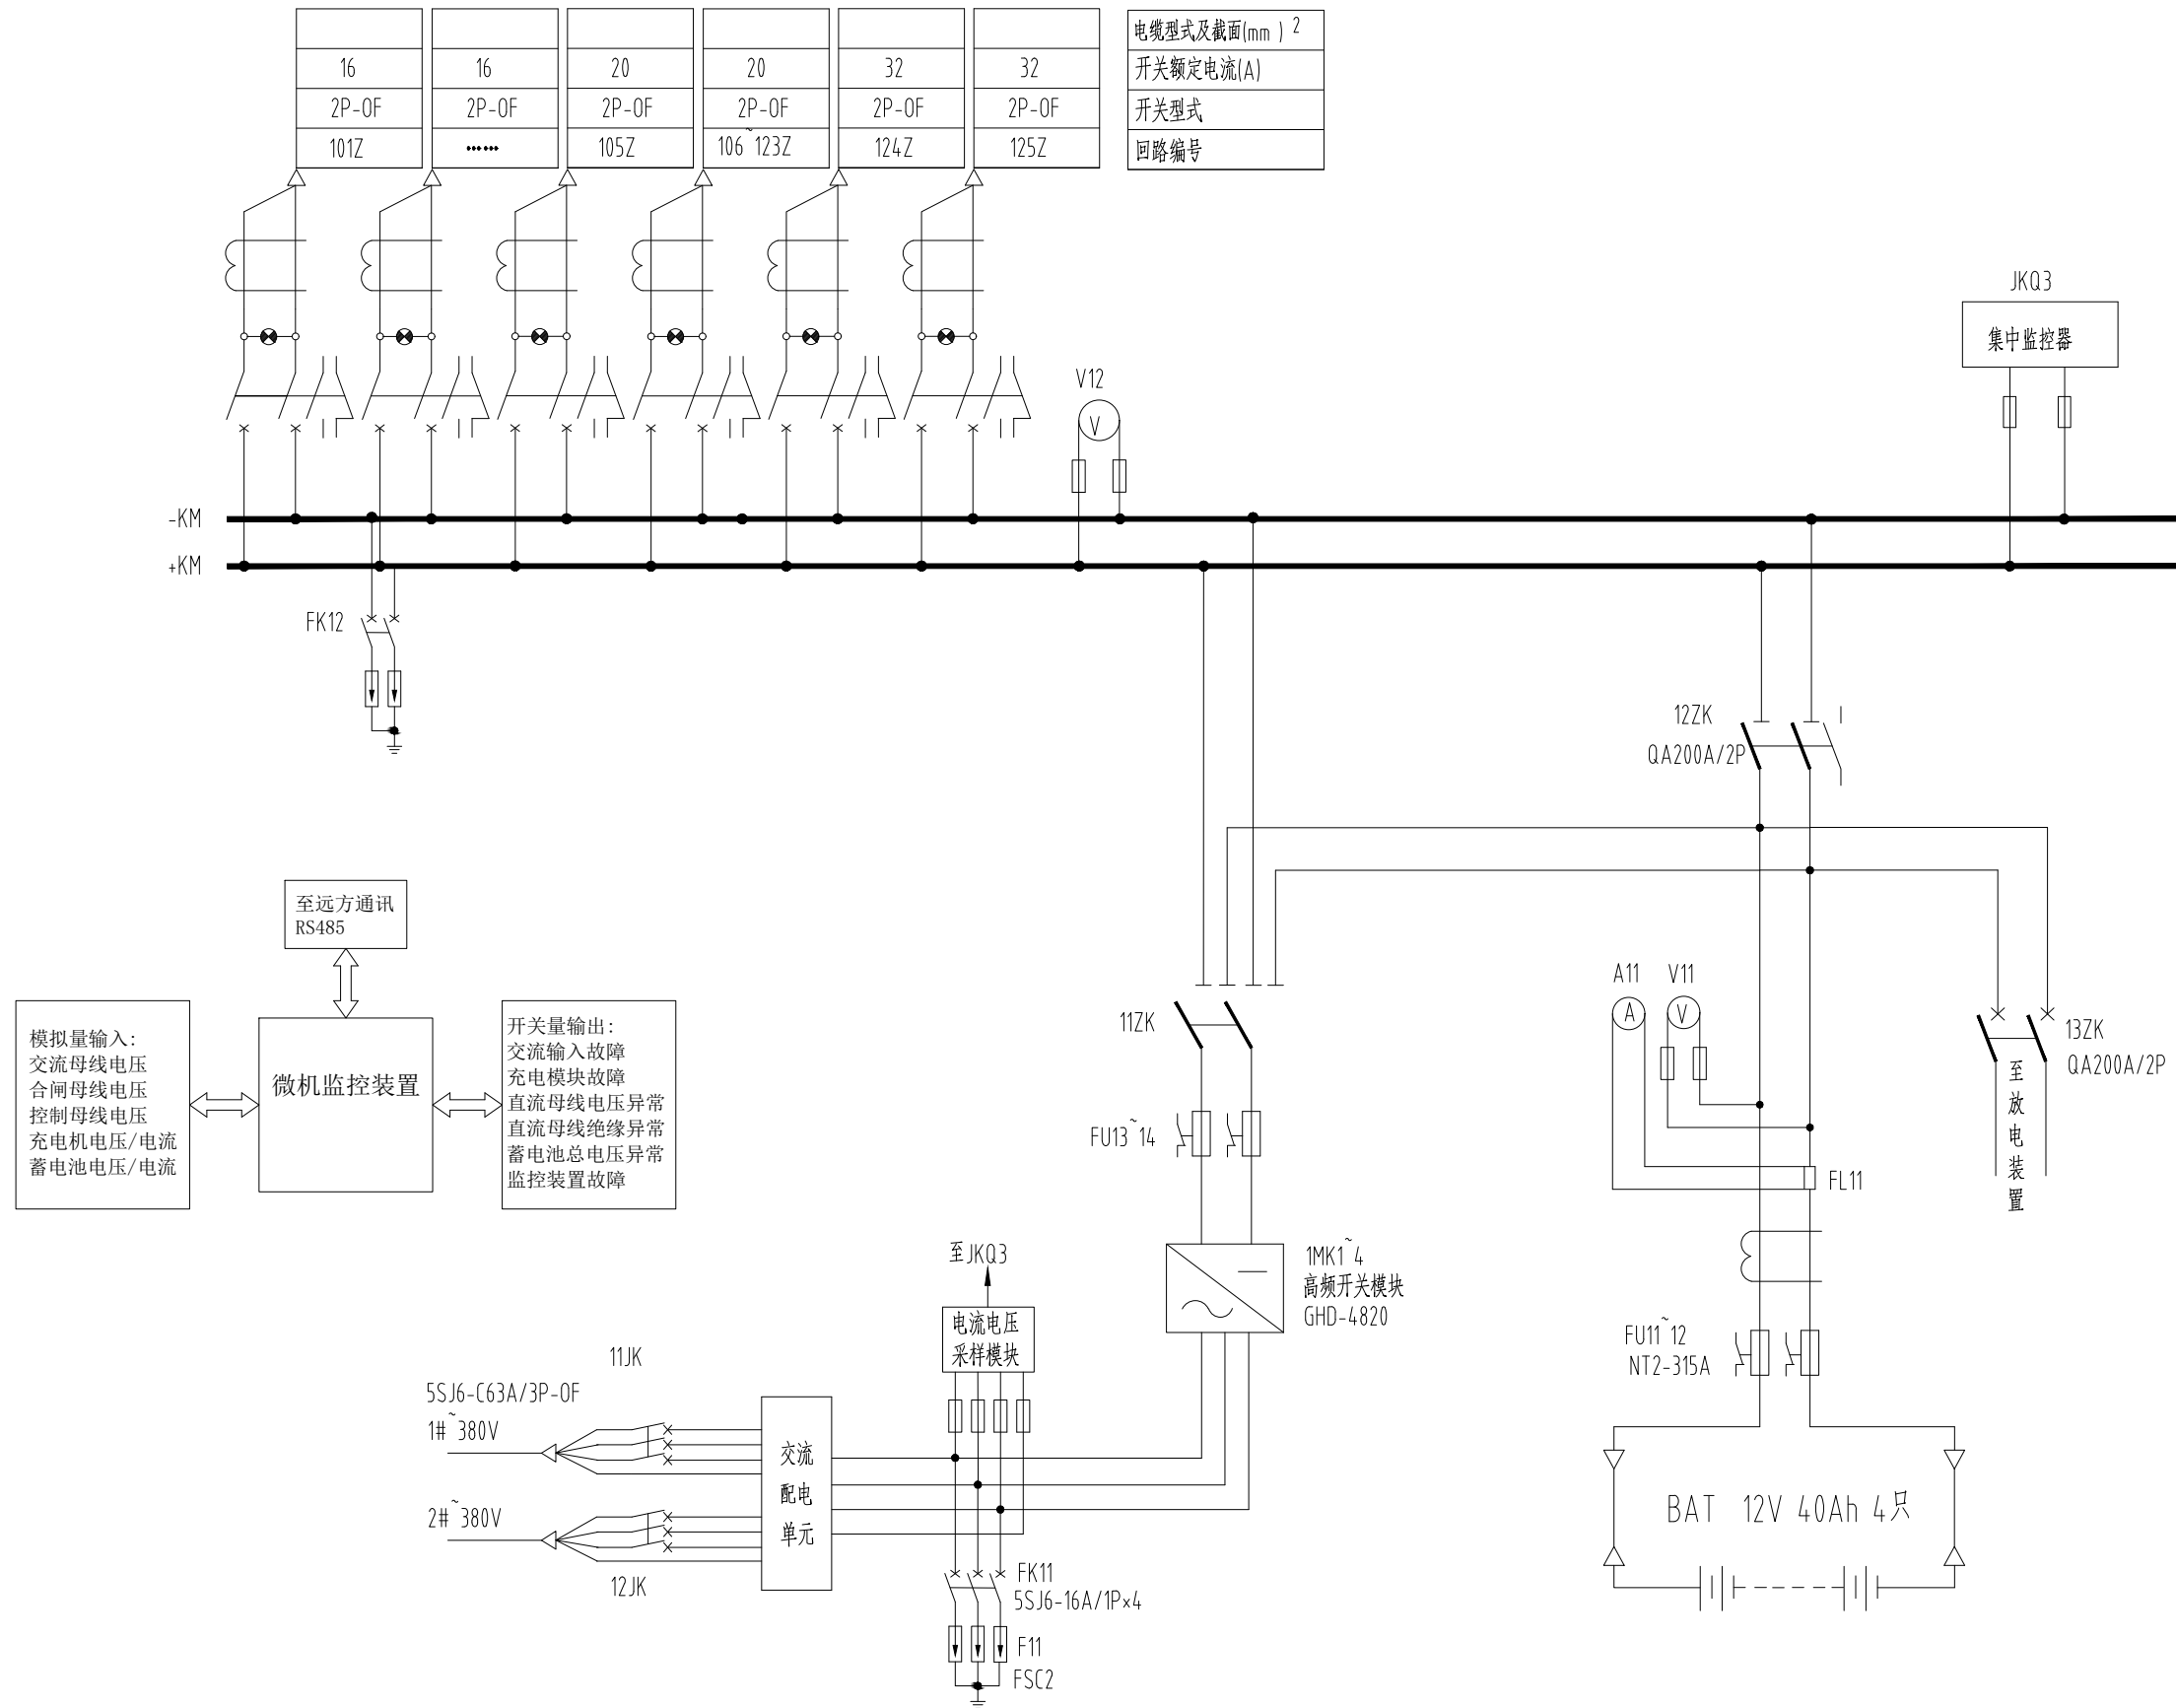 电缆型式及截面(mm ) 2
16 16 20 20 32 32 开关额定电流(A)
2P-OF 2P-OF 2P-OF 2P-OF 2P-OF 2P-OF 开关型式
101Z •••••• 105Z 106~123Z 124Z 125Z 回路编号
JKQ3
集中监控器
V12
V
-KM
+KM
FK12
12ZK
QA200A/2P
至远方通讯
RS485
模拟量输入:
交流母线电压
合闸母线电压
控制母线电压
充电机电压/电流
蓄电池电压/电流
微机监控装置
开关量输出:
交流输入故障
充电模块故障
直流母线电压异常
直流母线绝缘异常
蓄电池总电压异常
监控装置故障
11ZK
FU13~14
A11 V11
A V
13ZK
QA200A/2P
至
放
电
装
置
FL11
至JKQ3
电流电压
采样模块
1MK1~4
高频开关模块
GHD-4820
FU11~12
NT2-315A
11JK
5SJ6-C63A/3P-OF
1#~380V
2#~380V
12JK
交流
配电
单元
BAT 12V 40Ah 4只
FK11
5SJ6-16A/1P×4
F11
FSC2